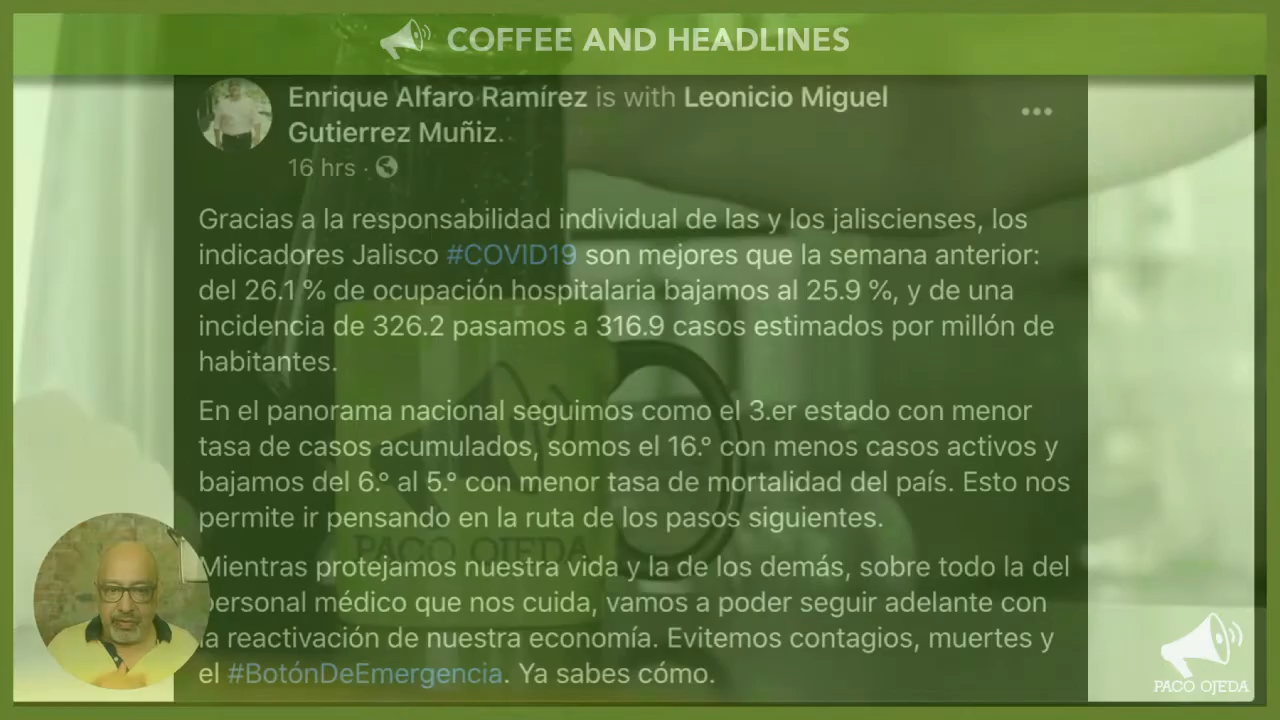 COFFEE AND HEADLINES
Enrique Alfaro Ramírez is with Leonicio Miguel
Gutierrez Muñiz.
16 hrs ·
Gracias a la responsabilidad individual de las y los jaliscienses, los
indicadores Jalisco #COVID19 son mejores que la semana anterior:
del 26.1 % de ocupación hospitalaria bajamos al 25.9 %, y de una
incidencia de 326.2 pasamos a 316.9 casos estimados por millón de
habitantes.
En el panorama nacional seguimos como el 3.er estado con menor
tasa de casos acumulados, somos el 16.º con menos casos activos y
bajamos del 6.º al 5.º con menor tasa de mortalidad del país. Esto nos
permite ir pensando en la ruta de los pasos siguientes.
PACO OJEDA
Mientras protejamos nuestra vida y la de los demás, sobre todo la del
personal médico que nos cuida, vamos a poder seguir adelante con
la reactivación de nuestra economía. Evitemos contagios, muertes y
el #BotónDeEmergencia. Ya sabes cómo.
PACO OJEDA